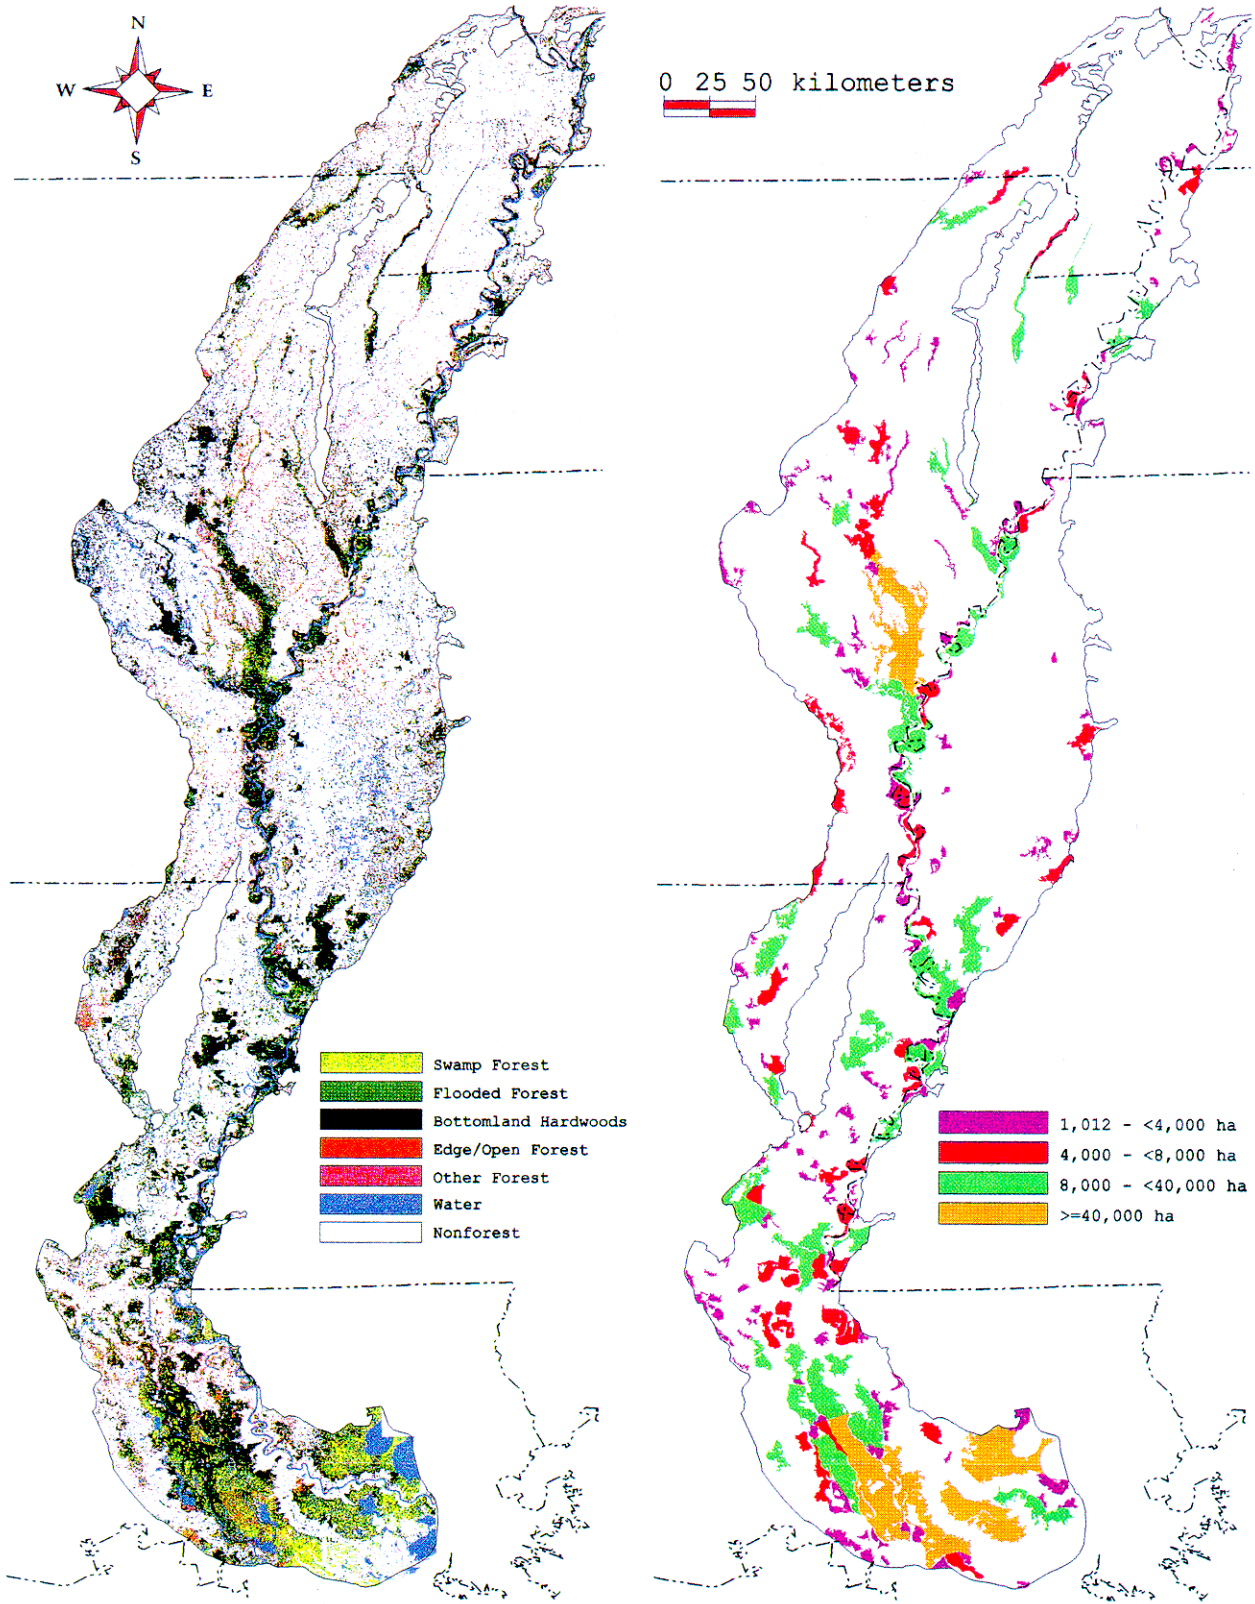 N
W E
S
0 25 50 kilometers
Swamp Forest
Flooded Forest
Bottomland Hardwoods
Edge/Open Forest
Other Forest
Water
Nonforest
1,012 - <4,000 ha
4,000 - <8,000 ha
8,000 - <40,000 ha
>=40,000 ha